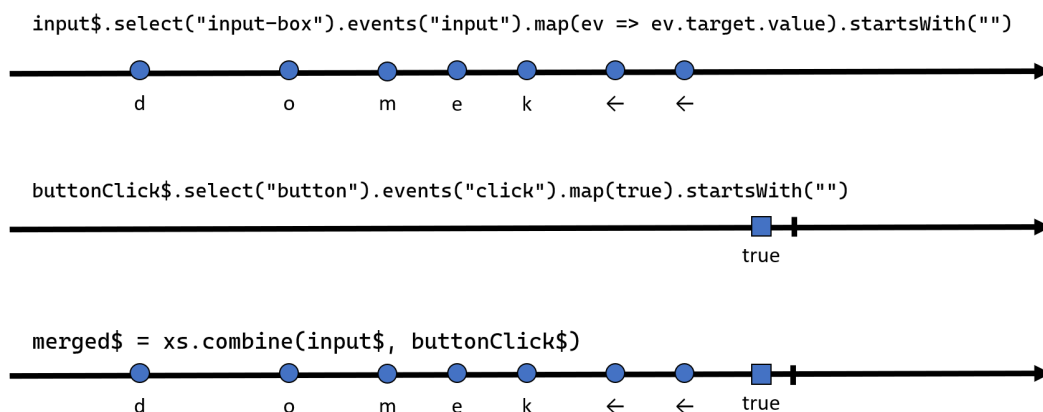 input$.select("input-box").events("input").map(ev => ev.target.value).startsWith("")
d o m e k ← ←
buttonClick$.select("button").events("click").map(true).startsWith("")
true
merged$ = xs.combine(input$, buttonClick$)
d o m e k ← ← true